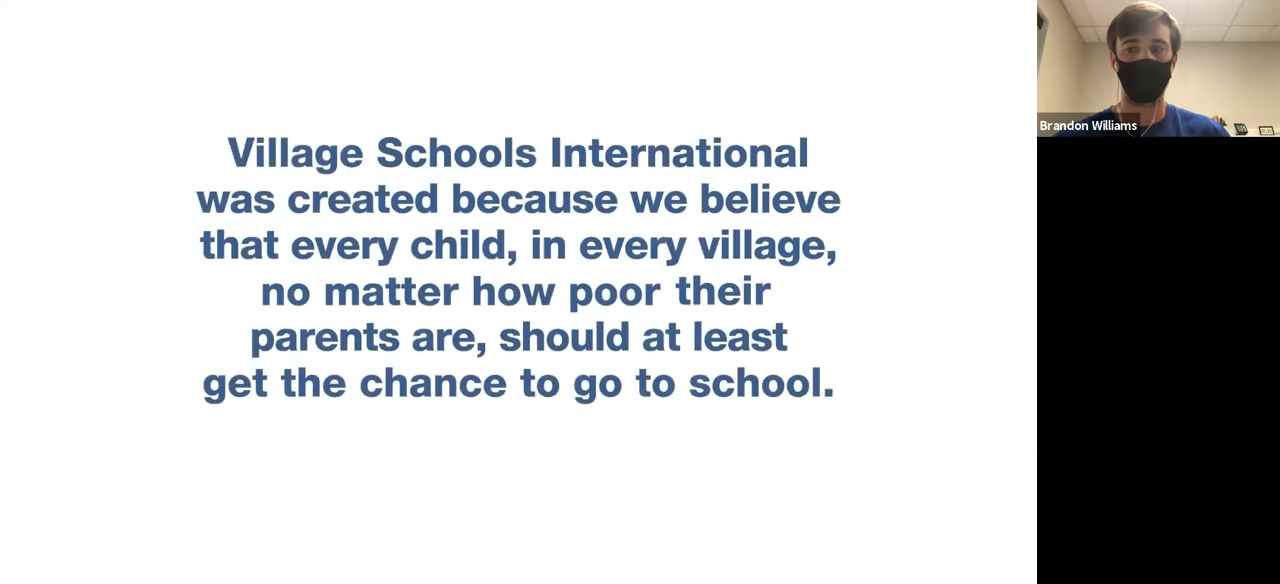 Village Schools International
was created because we believe
that every child, in every village,
no matter how poor their
parents are, should at least
get the chance to go to school.
Brandon Williams